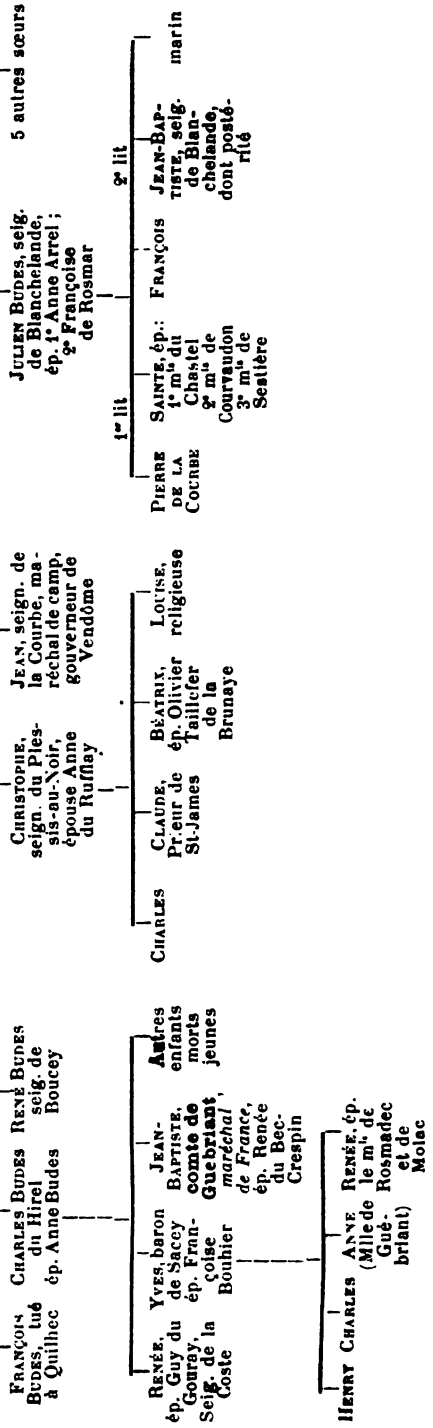 FRANÇOIS
BUDES, tué
à Quilhec
CHARLES BUDES
du Hirel
ép. Anne Budes
RENÉ BUDES
seig. de
Boucey
CHRISTOPHE,
seign. du Ples-
sis-au-Noir,
épouse Anne
du Rufflay
JEAN, seign. de
la Courbe, ma-
réchal de camp,
gouverneur de
Vendôme
JULIEN BUDES, seig.
de Blanchelande,
ép. 1° Anne Arrel ;
2° Françoise
de Rosmar
5 autres sœurs
RENÉE,
ép. Guy du
Gouray,
Seig. de la
Coste
YVES, baron
de Sacey
ép. Fran-
çoise
Bouhier
JEAN-
BAPTISTE,
comte de
Guebriant,
maréchal
de France,
ép. Renée
du Bec-
Crespin
Autres
enfants
morts
jeunes
CHARLES
CLAUDE,
Prieur de
St-James
BÉATRIX,
ép. Olivier
Taillefer
de la
Brunaye
LOUISE,
religieuse
1er lit
2e lit
PIERRE
DE LA
COURBE
SAINTE, ép.:
1° mis du
Chastel
2° mis de
Courvaudon
3° mis de
Sestière
FRANÇOIS
JEAN-BAP-
TISTE, seig.
de Blan-
chelande,
dont posté-
rité
marin
HENRY
CHARLES
ANNE
(Mlle de
Gué-
briant)
RENÉE, ép.
le mis de
Rosmadec
et de
Molac